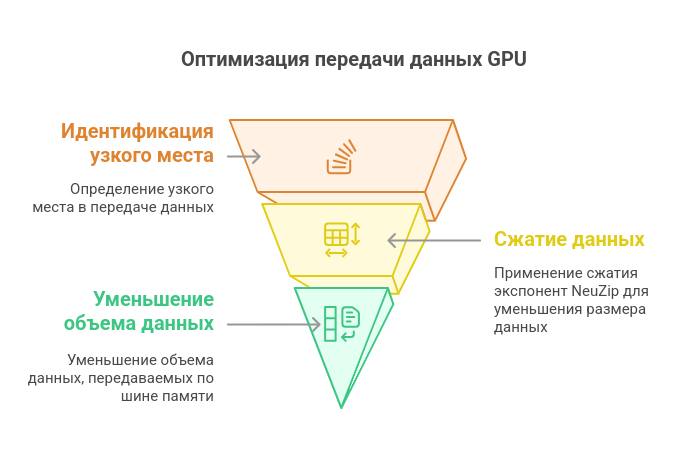 Оптимизация передачи данных GPU
Идентификация
узкого места
Определение узкого
места в передаче данных
Сжатие данных
Применение сжатия
экспонент NeuZip для
уменьшения размера
данных
Уменьшение
объема данных
Уменьшение объема
данных, передаваемых по
шине памяти